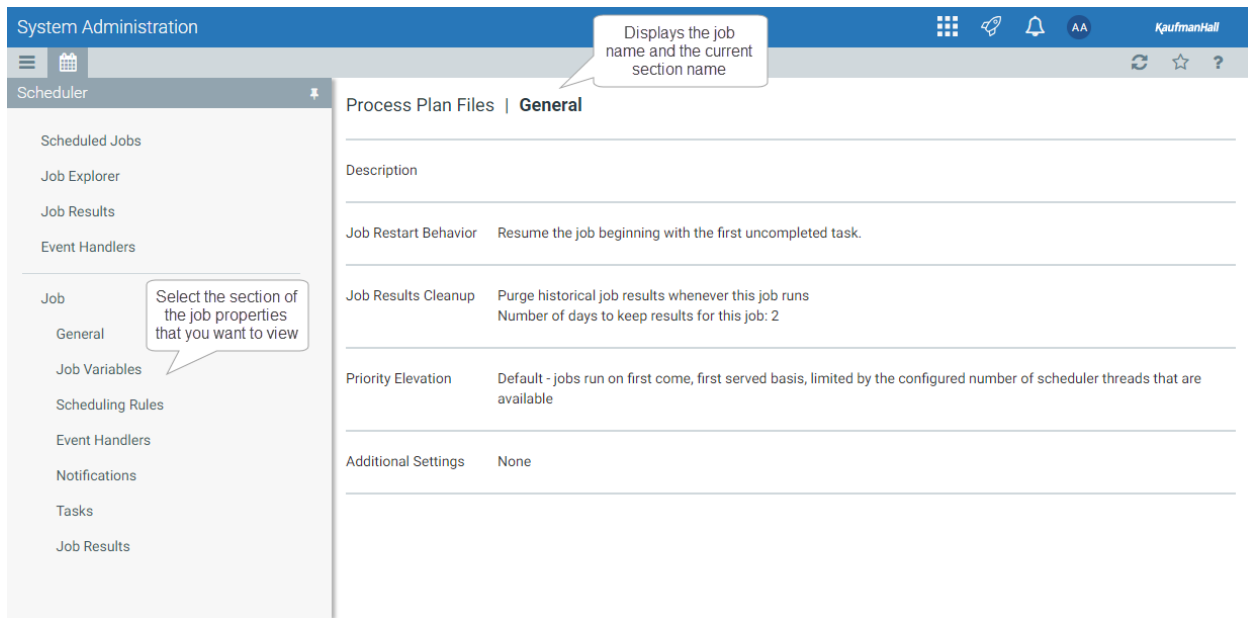 System Administration
AA
KaufmanHall
Displays the job
name and the current
section name
?
Scheduler
Process Plan Files | General
Scheduled Jobs
Job Explorer
Job Results
Event Handlers
Job
General
Job Variables
Scheduling Rules
Event Handlers
Notifications
Tasks
Job Results
Select the section of
the job properties
that you want to view
Description
Job Restart Behavior Resume the job beginning with the first uncompleted task.
Job Results Cleanup Purge historical job results whenever this job runs
Number of days to keep results for this job: 2
Priority Elevation Default - jobs run on first come, first served basis, limited by the configured number of scheduler threads that are
available
Additional Settings None